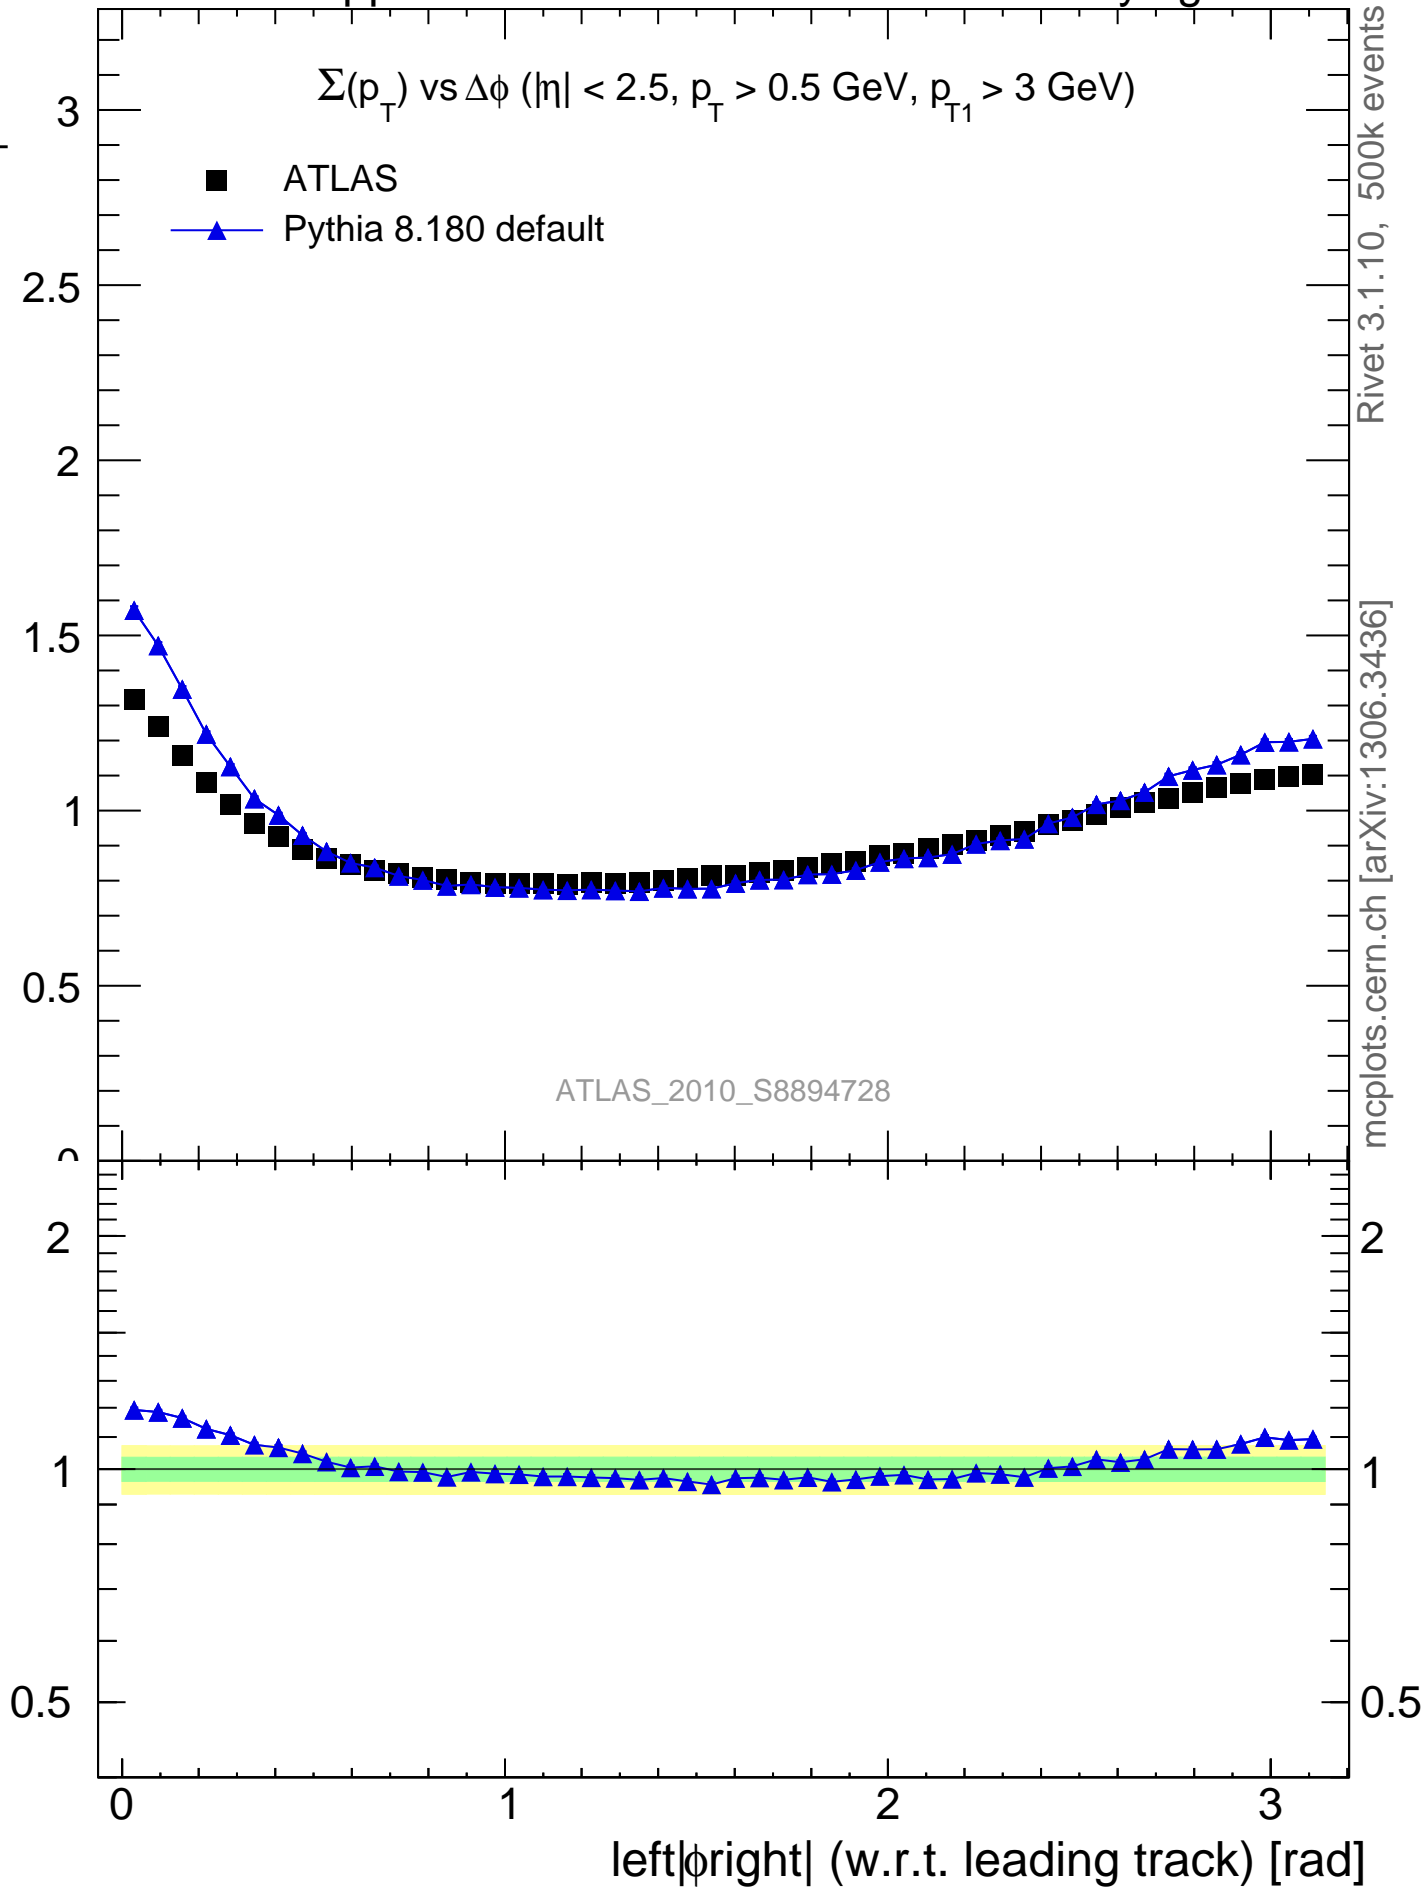 Σ(p_T) vs Δϕ (|η| < 2.5, p_T > 0.5 GeV, p_T1 > 3 GeV)
ATLAS
Pythia 8.180 default
3
2.5
2
1.5
1
0.5
0
ATLAS_2010_S8894728
Rivet 3.1.10, 500k events
mcplots.cern.ch [arXiv:1306.3436]
2
1
0.5
2
1
0.5
0
1
2
3
left|ϕright| (w.r.t. leading track) [rad]